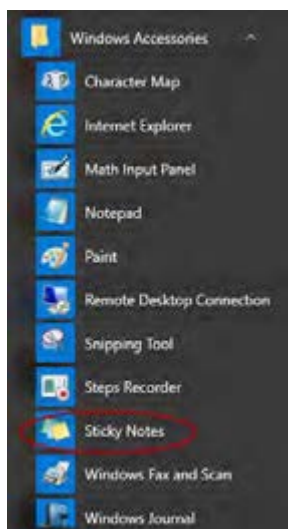 Windows Accessories
Character Map
Internet Explorer
Math Input Panel
Notepad
Paint
Remote Desktop Connection
Snipping Tool
Steps Recorder
Sticky Notes
Windows Fax and Scan
Windows Journal